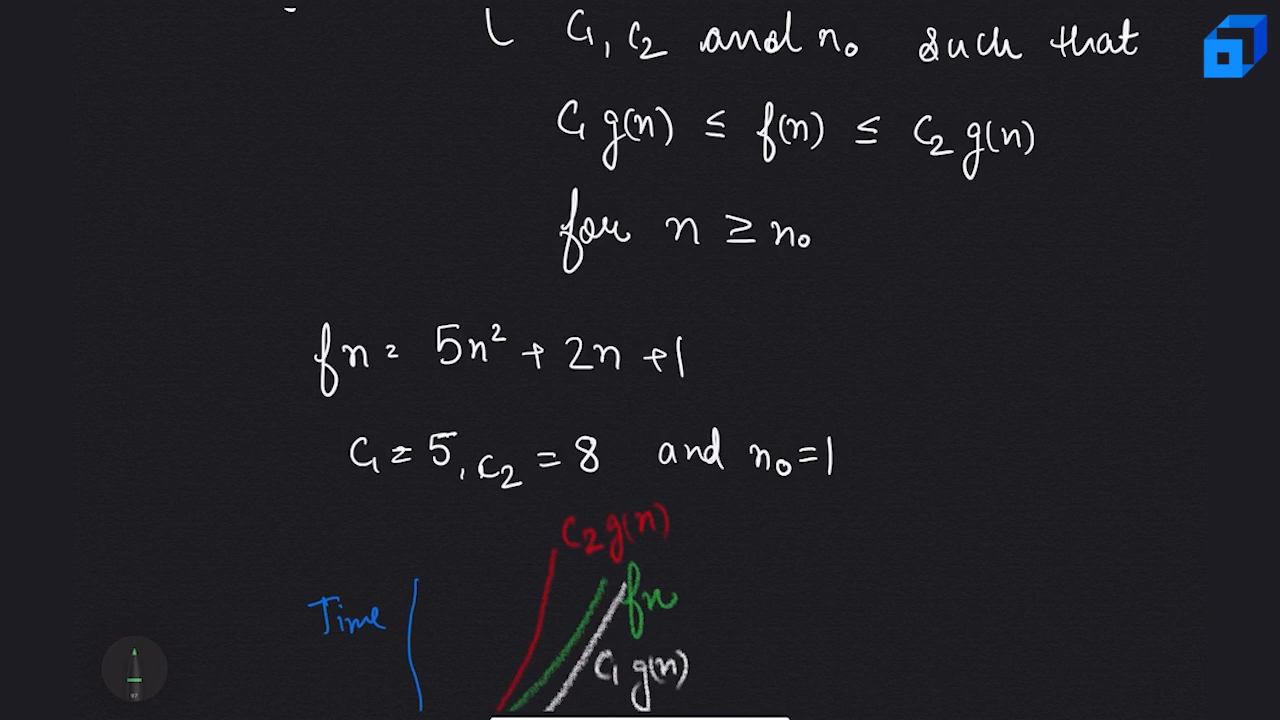 C1, C2 and n0 such that
C1 g(n) ≤ f(n) ≤ C2 g(n)
for n ≥ n0
fn = 5n² + 2n + 1
C1 = 5, C2 = 8 and n0 = 1
C2 g(n)
fn
Time
C1 g(n)
97